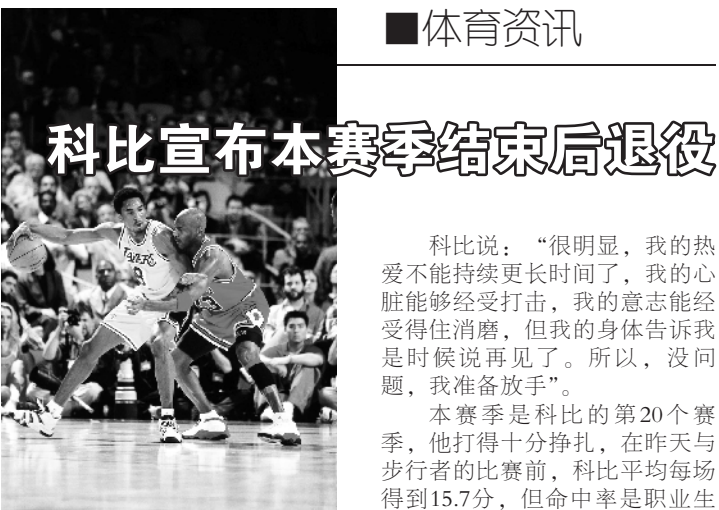 ■体育资讯
科比宣布本赛季结束后退役
LAKERS
8
科比说：“很明显，我的热
爱不能持续更长时间了，我的心
脏能够经受打击，我的意志能经
受得住消磨，但我的身体告诉我
是时候说再见了。所以，没问
题，我准备放手”。
本赛季是科比的第20个赛
季，他打得十分挣扎，在昨天与
步行者的比赛前，科比平均每场
得到15.7分，但命中率是职业生